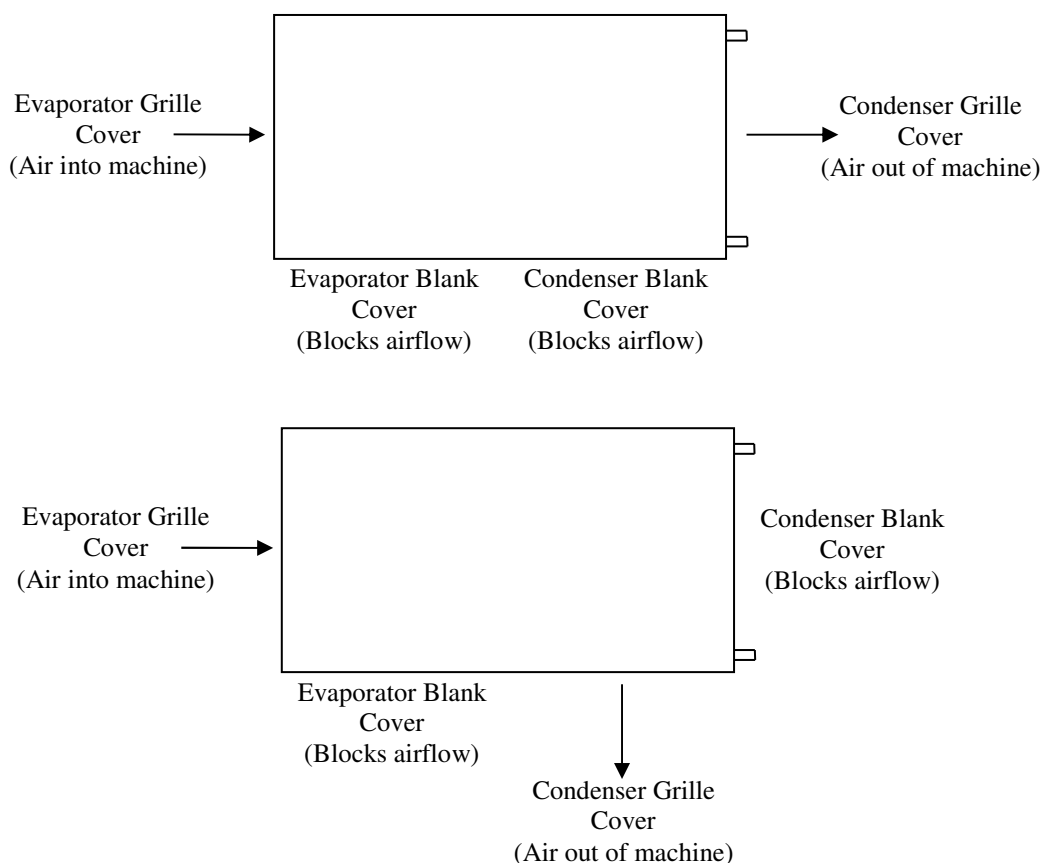 Evaporator Grille
Cover
(Air into machine)
Condenser Grille
Cover
(Air out of machine)
Evaporator Blank
Cover
(Blocks airflow)
Condenser Blank
Cover
(Blocks airflow)
Evaporator Grille
Cover
(Air into machine)
Condenser Blank
Cover
(Blocks airflow)
Evaporator Blank
Cover
(Blocks airflow)
Condenser Grille
Cover
(Air out of machine)